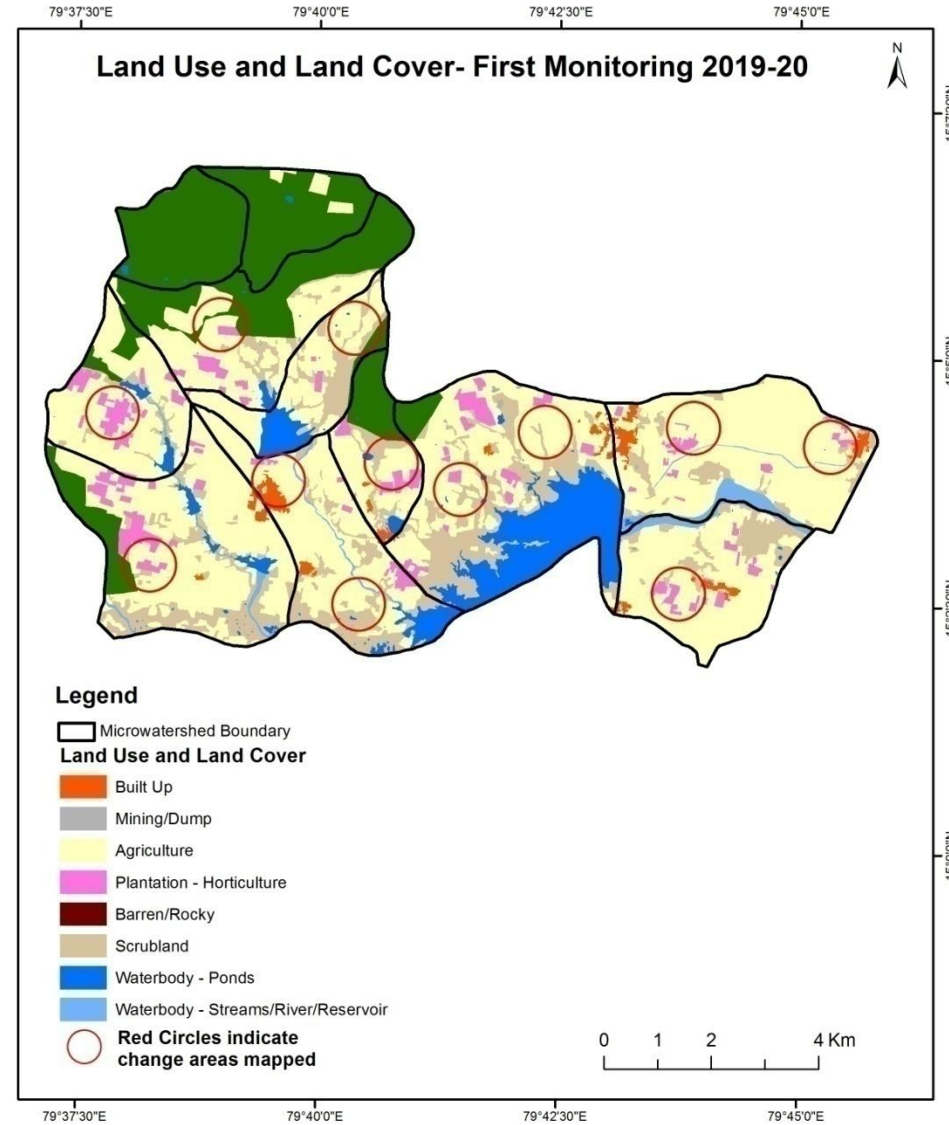 79°37'30"E 79°40'0"E 79°42'30"E 79°45'0"E
Land Use and Land Cover- First Monitoring 2019-20
N
Legend
Microwatershed Boundary
Land Use and Land Cover
Built Up
Mining/Dump
Agriculture
Plantation - Horticulture
Barren/Rocky
Scrubland
Waterbody - Ponds
Waterbody - Streams/River/Reservoir
Red Circles indicate
change areas mapped
0 1 2 4 Km
79°37'30"E 79°40'0"E 79°42'30"E 79°45'0"E